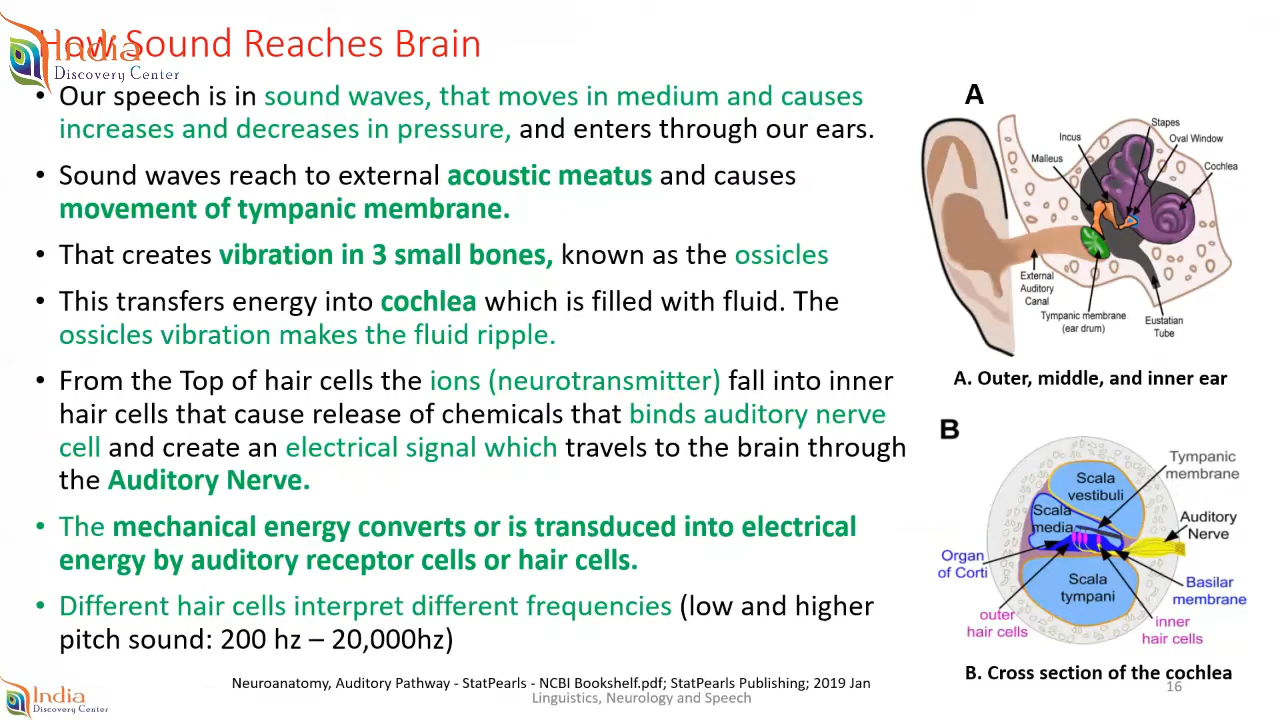 How Sound Reaches Brain
India
Discovery Center
• Our speech is in sound waves, that moves in medium and causes
increases and decreases in pressure, and enters through our ears.
• Sound waves reach to external acoustic meatus and causes
movement of tympanic membrane.
• That creates vibration in 3 small bones, known as the ossicles
• This transfers energy into cochlea which is filled with fluid. The
ossicles vibration makes the fluid ripple.
• From the Top of hair cells the ions (neurotransmitter) fall into inner
hair cells that cause release of chemicals that binds auditory nerve
cell and create an electrical signal which travels to the brain through
the Auditory Nerve.
• The mechanical energy converts or is transduced into electrical
energy by auditory receptor cells or hair cells.
• Different hair cells interpret different frequencies (low and higher
pitch sound: 200 hz – 20,000hz)
A
Stapes
Incus
Oval Window
Malleus
Cochlea
External
Auditory
Canal
Tympanic membrane
(ear drum)
Eustatian
Tube
A. Outer, middle, and inner ear
B
Tympanic
membrane
Scala
vestibuli
Scala
media
Auditory
Nerve
Organ
of Corti
Scala
tympani
Basilar
membrane
outer
hair cells
inner
hair cells
B. Cross section of the cochlea
16
Neuroanatomy, Auditory Pathway - StatPearls - NCBI Bookshelf.pdf; StatPearls Publishing; 2019 Jan
Linguistics, Neurology and Speech
India
Discovery Center